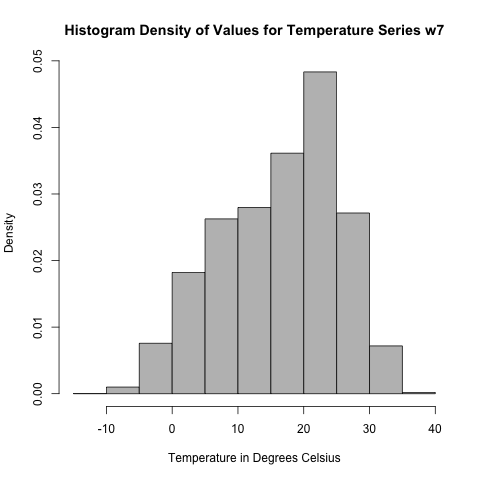 Histogram Density of Values for Temperature Series w7
Density
0.05
0.04
0.03
0.02
0.01
0.00
-10 0 10 20 30 40
Temperature in Degrees Celsius